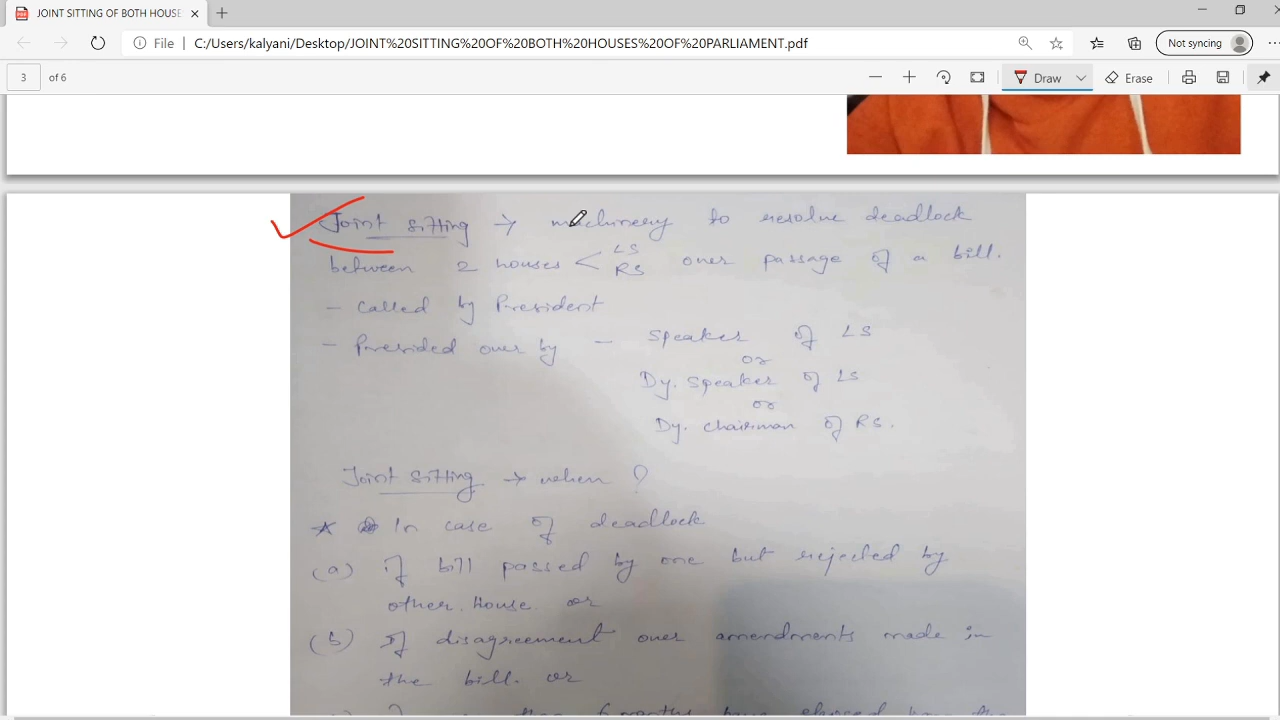 JOINT SITTING OF BOTH HOUSE
File | C:/Users/kalyani/Desktop/JOINT%20SITTING%20OF%20BOTH%20HOUSES%20OF%20PARLIAMENT.pdf
Not syncing
3 of 6
Draw
Erase
Joint sitting → machinery to resolve deadlock
between 2 houses < LS RS over passage of a bill.
- Called by President
- Presided over by - Speaker of LS
or
Dy. Speaker of LS
or
Dy. Chairman of RS.
Joint Sitting → when ?
In case of deadlock
(a) if bill passed by one but rejected by
other House or
(b) If disagreement over amendments made in
the bill. or
6 months have elapsed